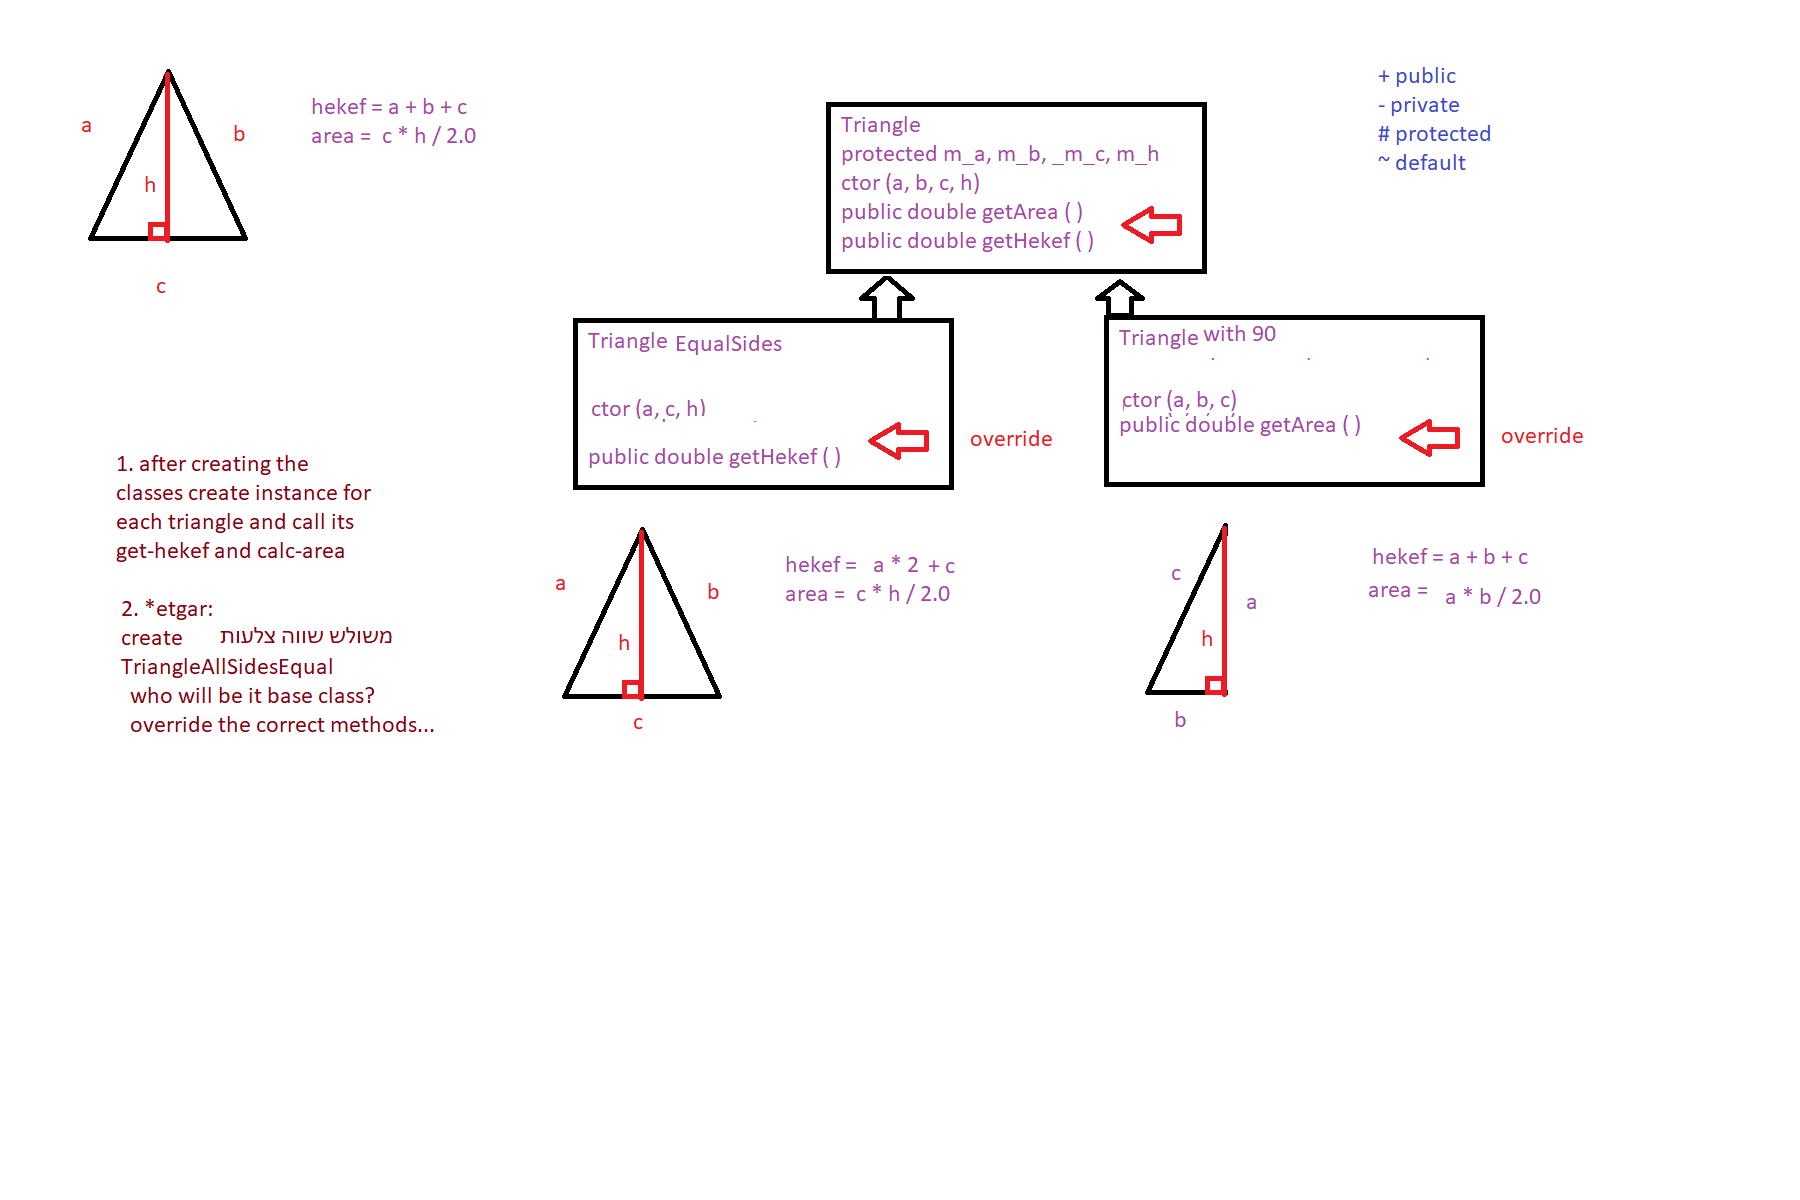 a
b
h
c
hekef = a + b + c
area = c * h / 2.0
Triangle
protected m_a, m_b, _m_c, m_h
ctor (a, b, c, h)
public double getArea ( )
public double getHekef ( )
+ public
- private
# protected
~ default
Triangle EqualSides
ctor (a, c, h)
public double getHekef ( )
override
Triangle with 90
ctor (a, b, c)
public double getArea ( )
override
1. after creating the
classes create instance for
each triangle and call its
get-hekef and calc-area
2. *etgar:
create משולש שווה צלעות
TriangleAllSidesEqual
who will be it base class?
override the correct methods...
a
b
h
c
hekef = a * 2 + c
area = c * h / 2.0
c
a
h
b
hekef = a + b + c
area = a * b / 2.0